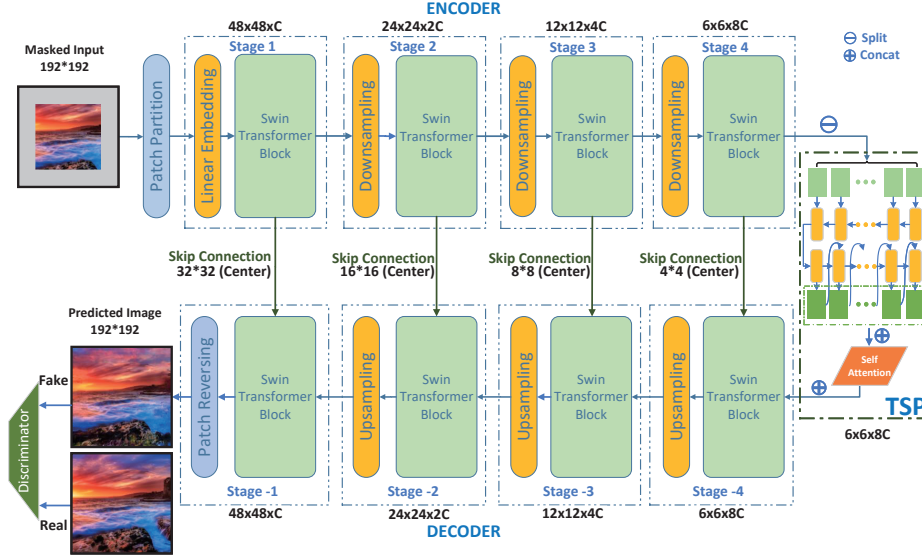 ENCODER
48x48xC
24x24x2C
12x12x4C
6x6x8C
Masked Input
192*192
Stage 1
Stage 2
Stage 3
Stage 4
Split
Concat
Patch Partition
Linear Embedding
Swin
Transformer
Block
Downsampling
Swin
Transformer
Block
Downsampling
Swin
Transformer
Block
Downsampling
Swin
Transformer
Block
Skip Connection
32*32 (Center)
Skip Connection
16*16 (Center)
Skip Connection
8*8 (Center)
Skip Connection
4*4 (Center)
Predicted Image
192*192
Fake
Discriminator
Real
Patch Reversing
Swin
Transformer
Block
Upsampling
Swin
Transformer
Block
Upsampling
Swin
Transformer
Block
Upsampling
Swin
Transformer
Block
Self
Attention
TSP
6x6x8C
Stage -1
Stage -2
Stage -3
Stage -4
48x48xC
24x24x2C
12x12x4C
6x6x8C
DECODER